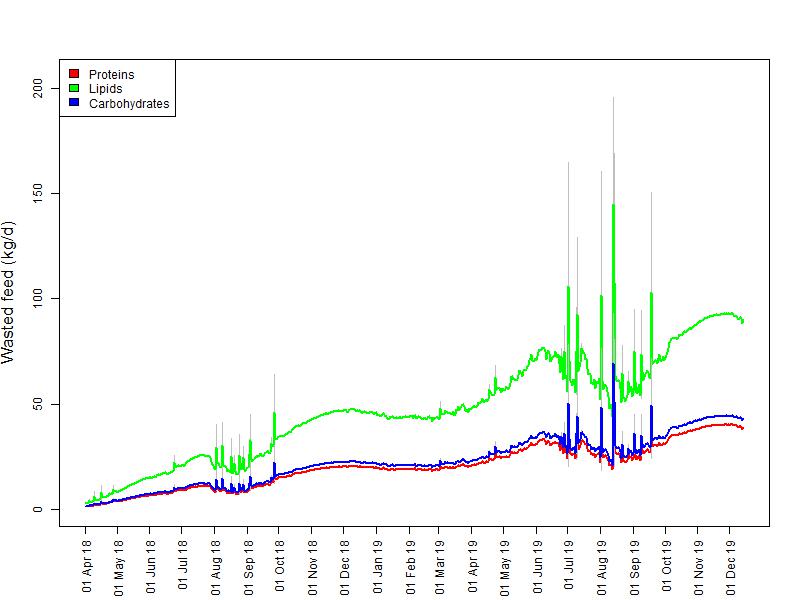 Proteins
Lipids
Carbohydrates
Wasted feed (kg/d)
200
150
100
50
0
01 Apr 18
01 May 18
01 Jun 18
01 Jul 18
01 Aug 18
01 Sep 18
01 Oct 18
01 Nov 18
01 Dec 18
01 Jan 19
01 Feb 19
01 Mar 19
01 Apr 19
01 May 19
01 Jun 19
01 Jul 19
01 Aug 19
01 Sep 19
01 Oct 19
01 Nov 19
01 Dec 19